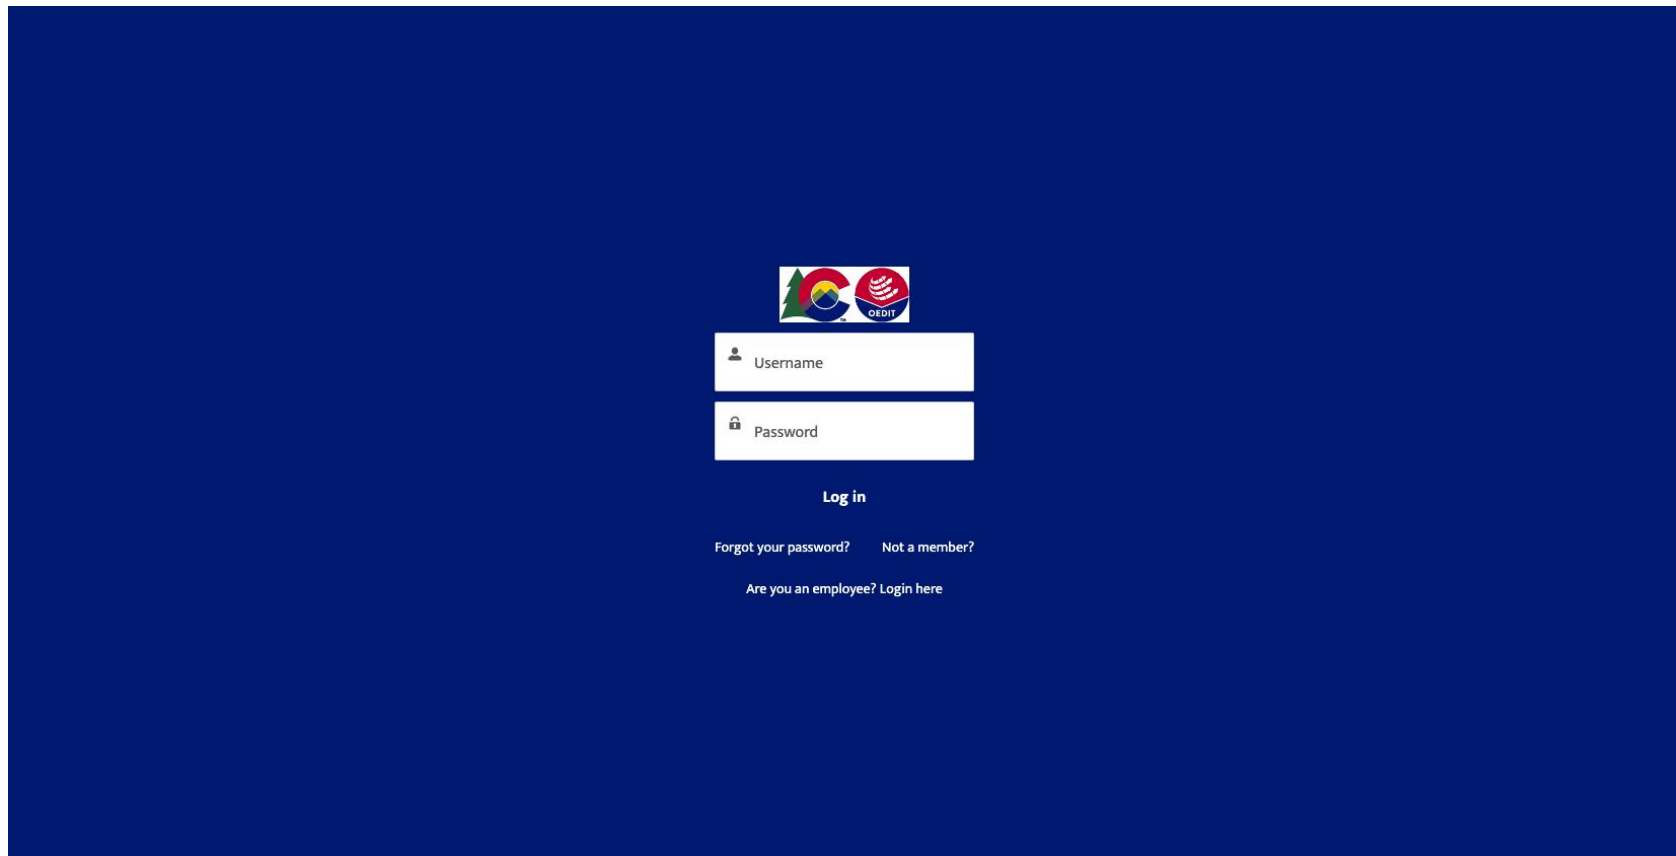 OEDIT
Username
Password
Log in
Forgot your password? Not a member?
Are you an employee? Login here